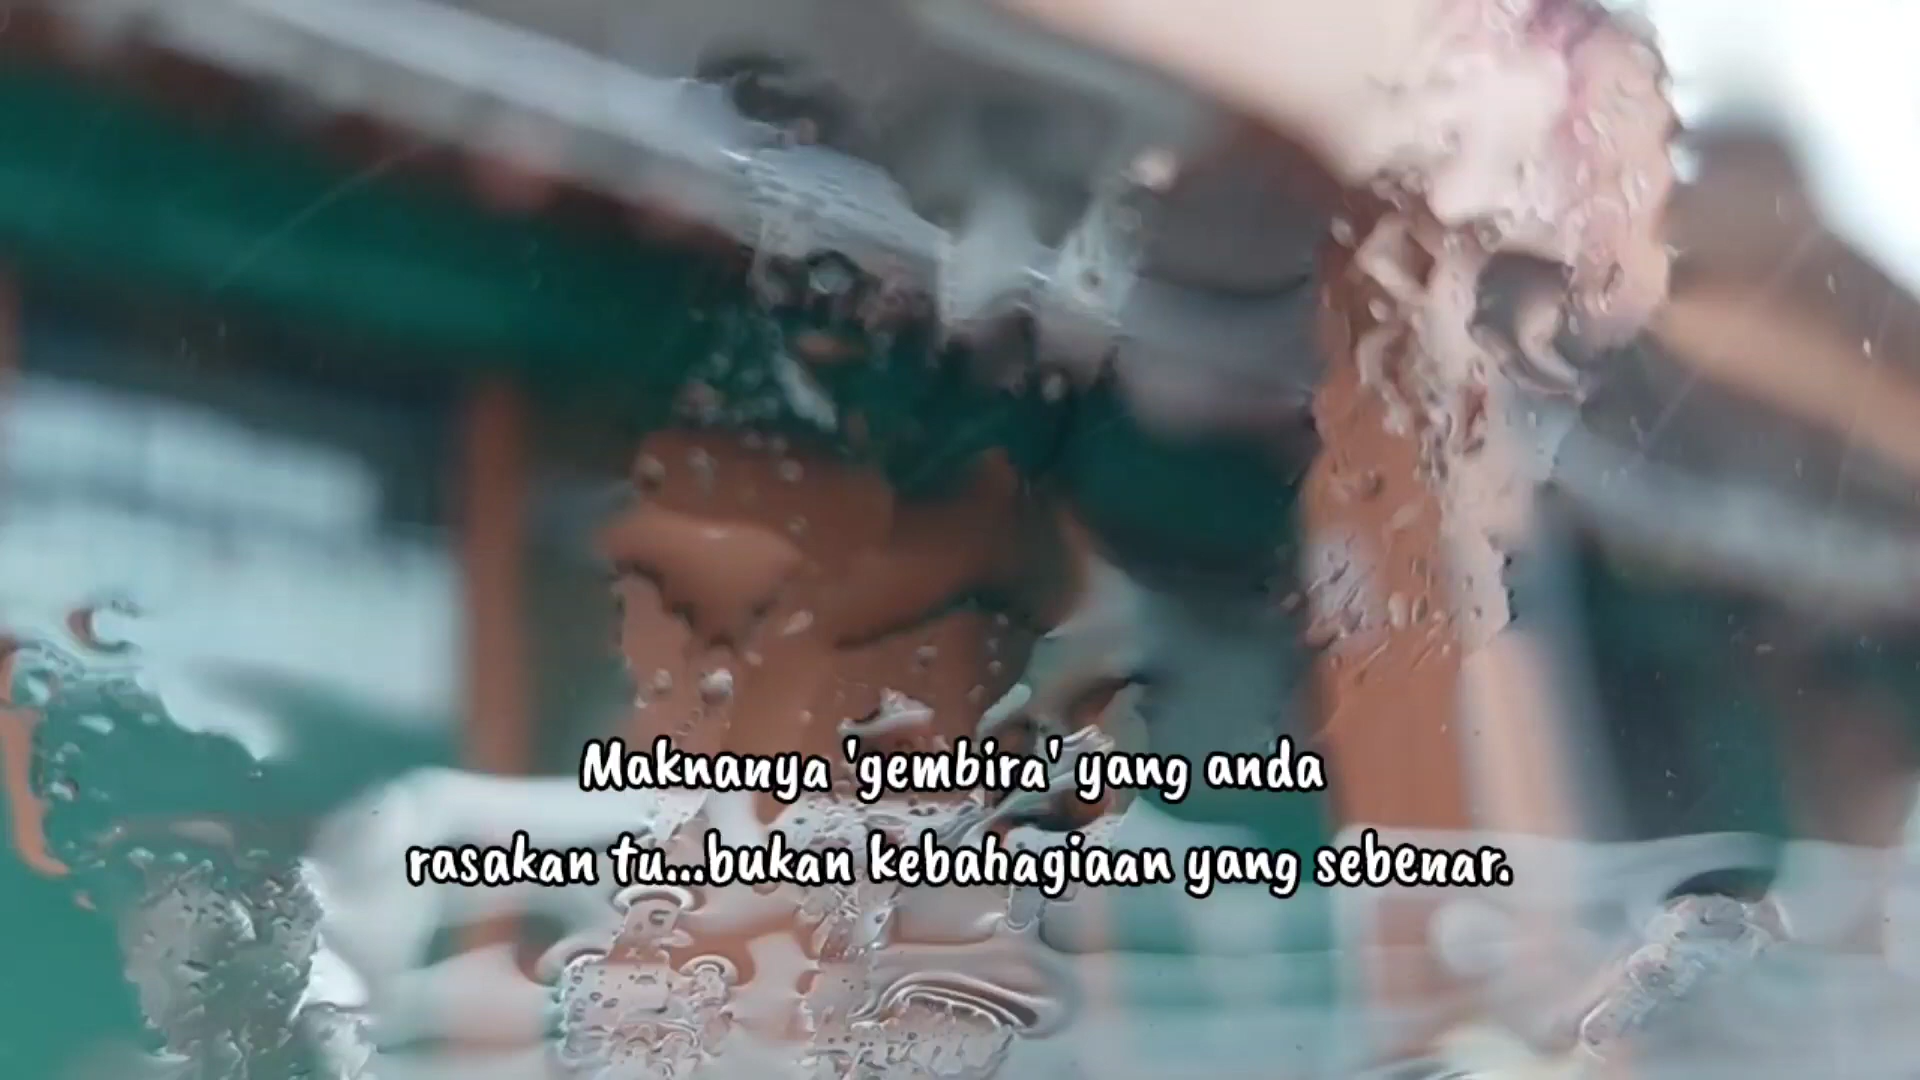 Maknanya 'gembira' yang anda
rasakan tu...bukan kebahagiaan yang sebenar.